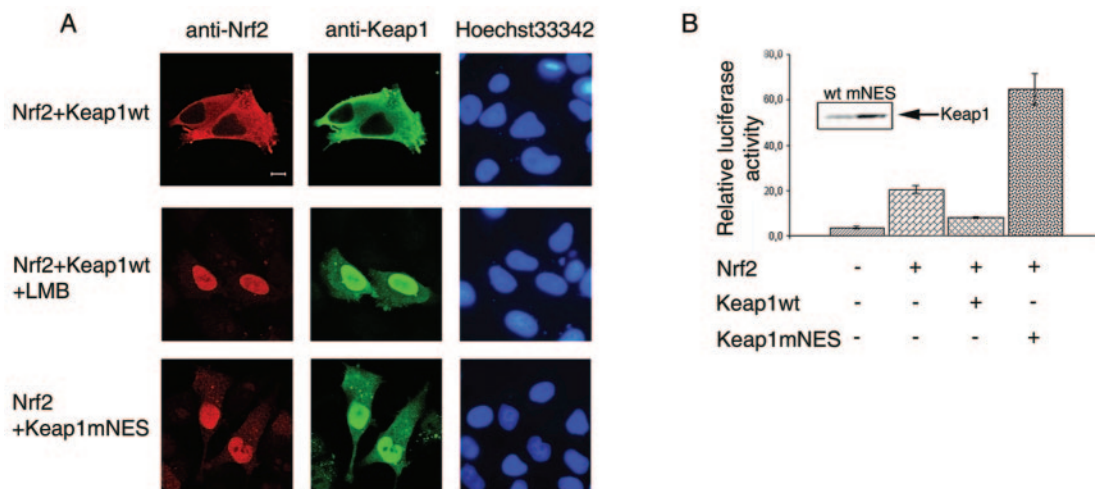 A
anti-Nrf2 anti-Keap1 Hoechst33342
Nrf2+Keap1wt
Nrf2+Keap1wt
+LMB
Nrf2
+Keap1mNES
B
Relative luciferase
activity
80,0
60,0
40,0
20,0
0,0
wt mNES
Keap1
Nrf2 - + + +
Keap1wt - - + -
Keap1mNES - - - +